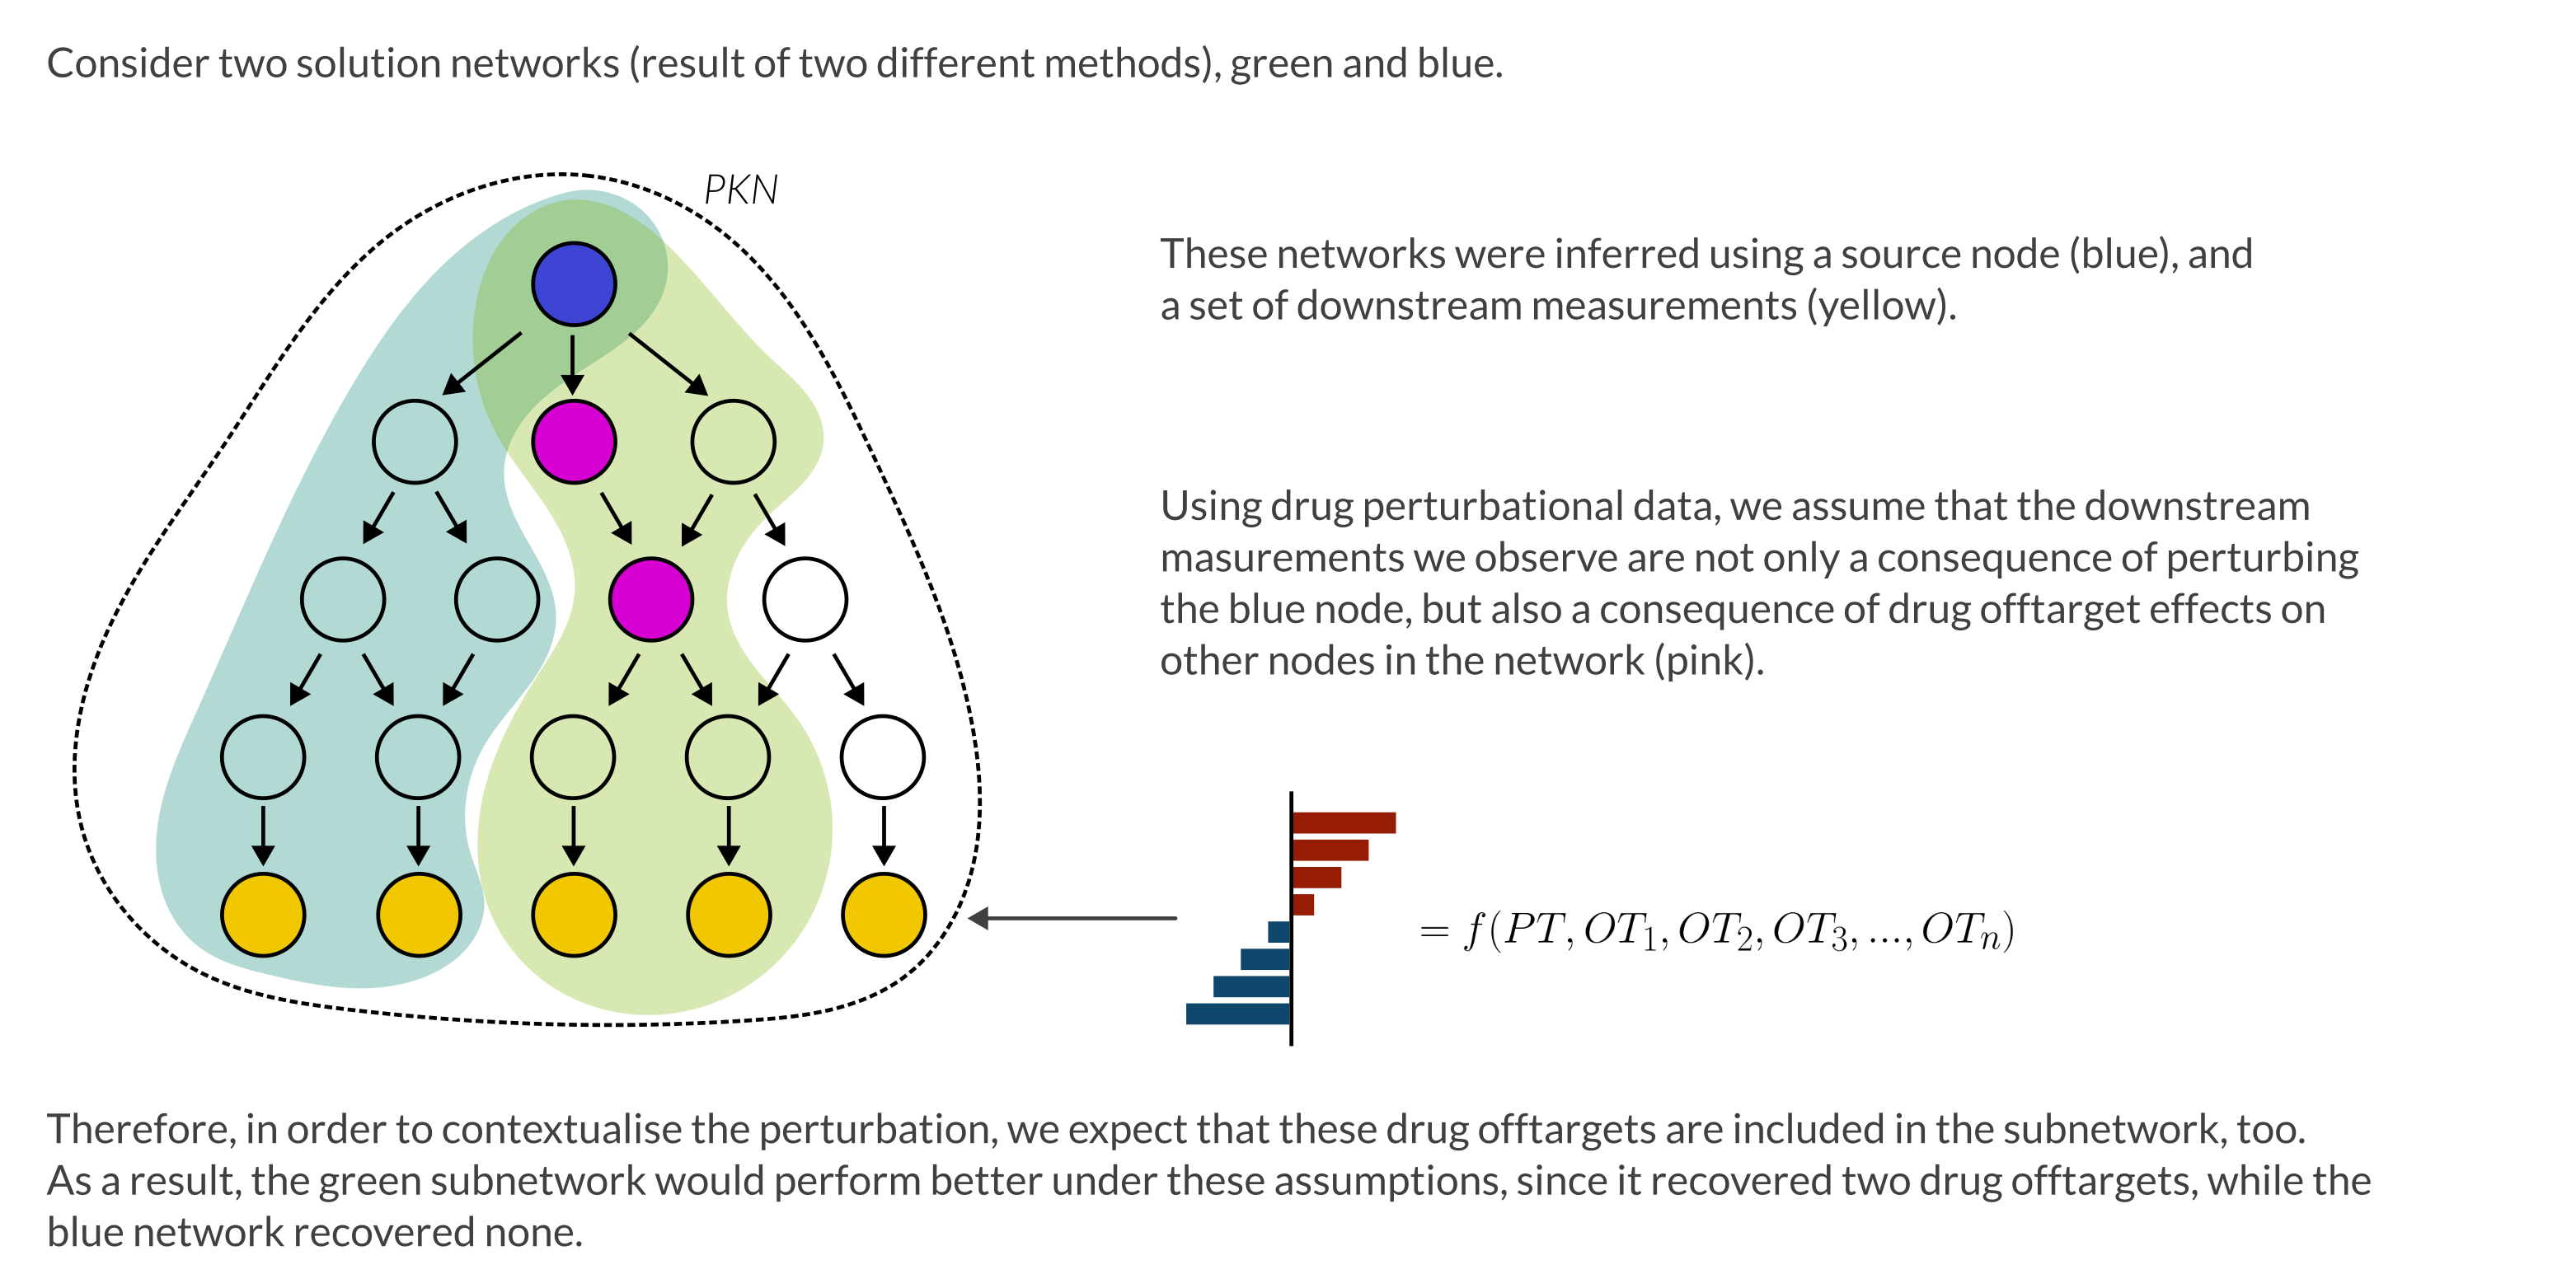 Consider two solution networks (result of two different methods), green and blue.
PKN
These networks were inferred using a source node (blue), and
a set of downstream measurements (yellow).
Using drug perturbational data, we assume that the downstream
masurements we observe are not only a consequence of perturbing
the blue node, but also a consequence of drug offtarget effects on
other nodes in the network (pink).
= f(PT, OT₁, OT₂, OT₃, ..., OTₙ)
Therefore, in order to contextualise the perturbation, we expect that these drug offtargets are included in the subnetwork, too.
As a result, the green subnetwork would perform better under these assumptions, since it recovered two drug offtargets, while the
blue network recovered none.